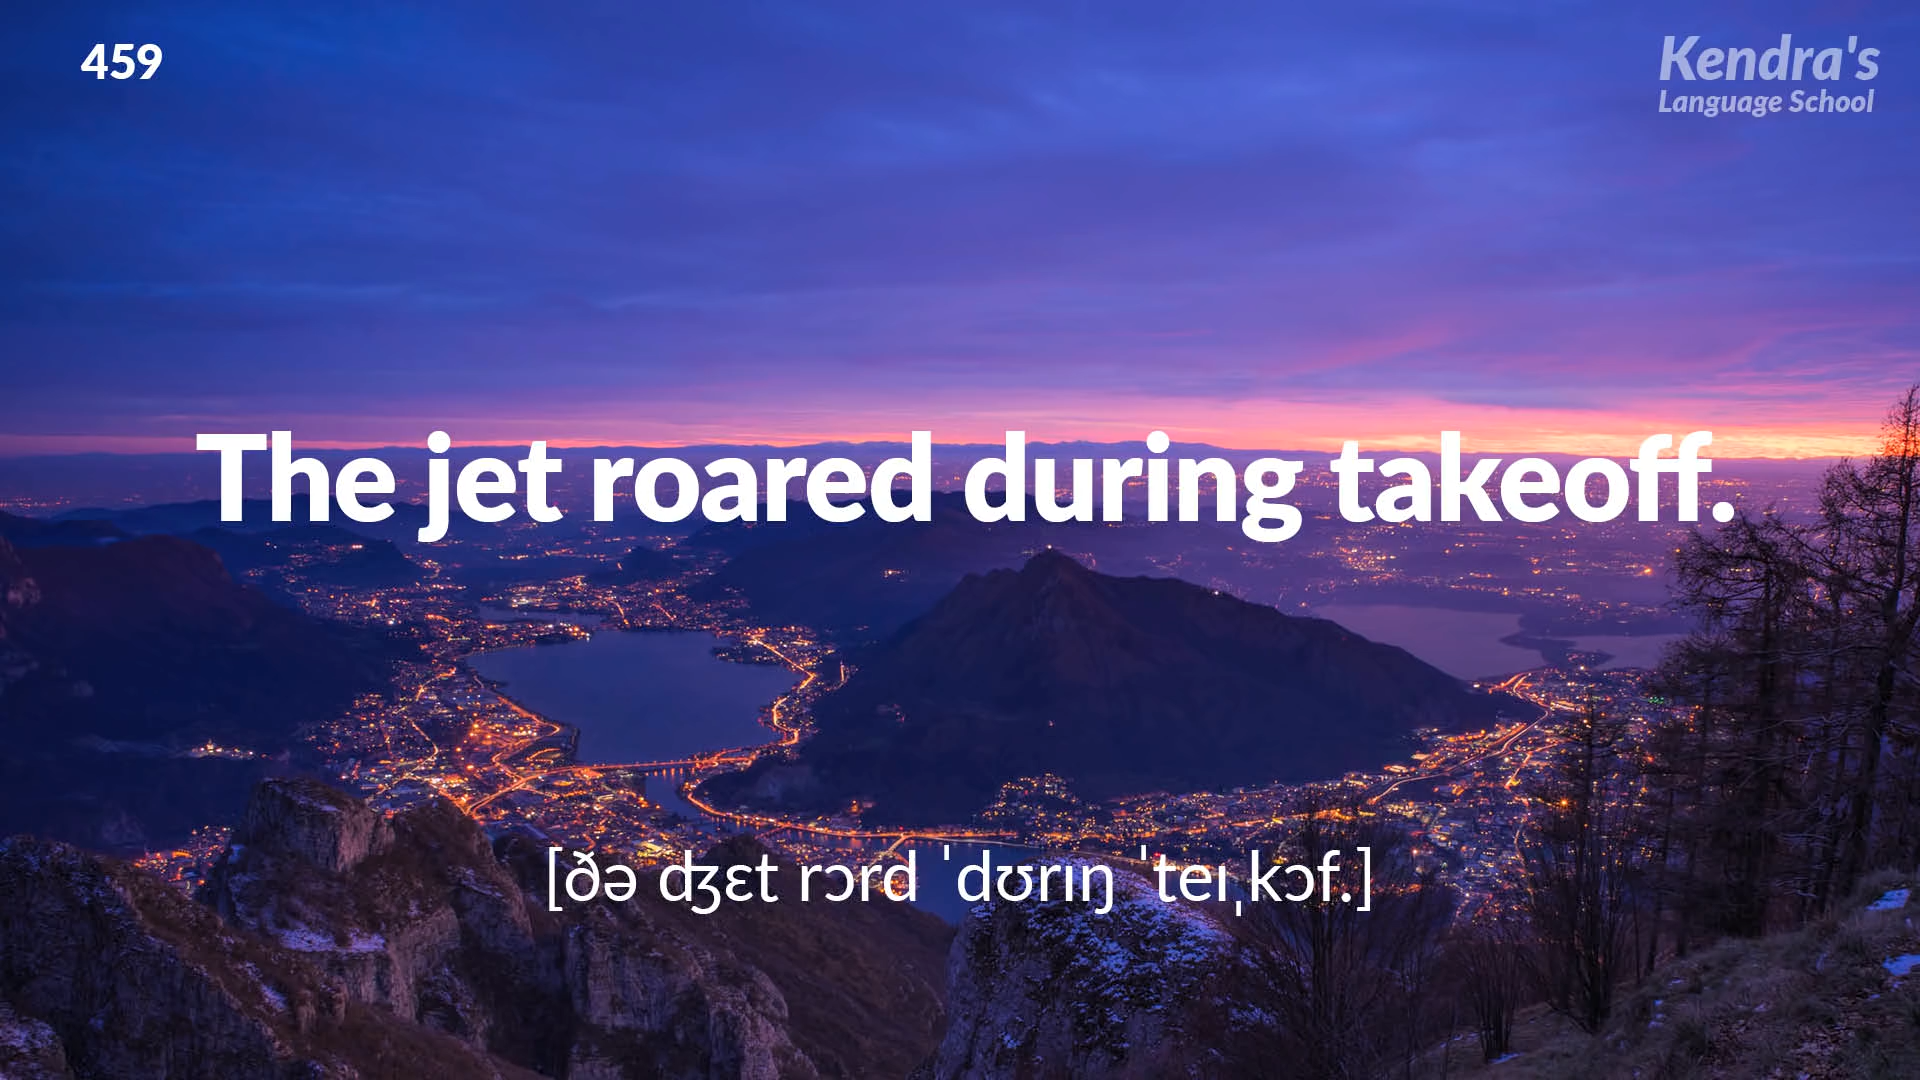 459
Kendra's
Language School
The jet roared during takeoff.
[ðə ʤɛt rɔrd ˈdʊrɪŋ ˈteɪˌkɔf.]